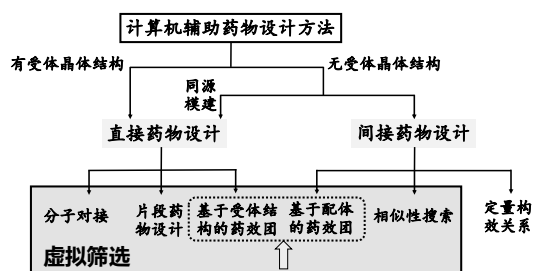 计算机辅助药物设计方法
有受体晶体结构
无受体晶体结构
同源
模建
直接药物设计
间接药物设计
分子对接
片段药
物设计
基于受体结
构的药效团
基于配体
的药效团
相似性搜索
定量构
效关系
虚拟筛选